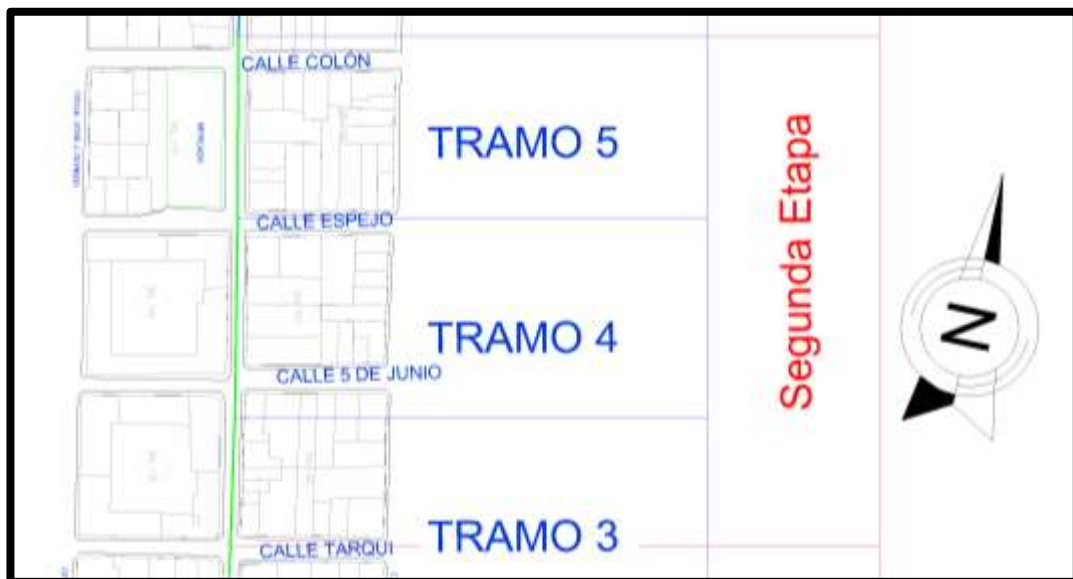 CALLE COLÓN
TRAMO 5
CALLE ESPEJO
TRAMO 4
CALLE 5 DE JUNIO
TRAMO 3
CALLE TARQUI
Segunda Etapa
N